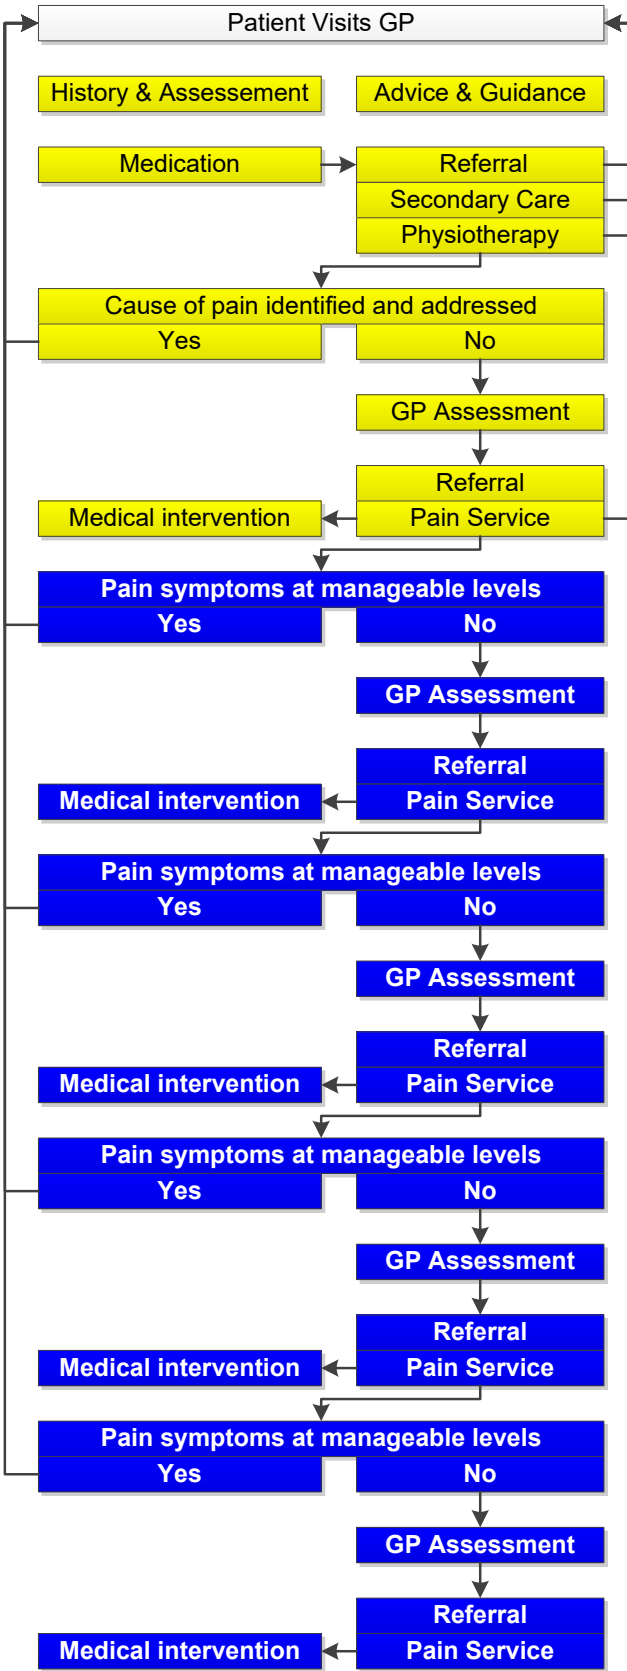 Patient Visits GP
History & Assessement
Advice & Guidance
Medication
Referral
Secondary Care
Physiotherapy
Cause of pain identified and addressed
Yes
No
GP Assessment
Referral
Medical intervention
Pain Service
Pain symptoms at manageable levels
Yes
No
GP Assessment
Referral
Medical intervention
Pain Service
Pain symptoms at manageable levels
Yes
No
GP Assessment
Referral
Medical intervention
Pain Service
Pain symptoms at manageable levels
Yes
No
GP Assessment
Referral
Medical intervention
Pain Service
Pain symptoms at manageable levels
Yes
No
GP Assessment
Referral
Medical intervention
Pain Service